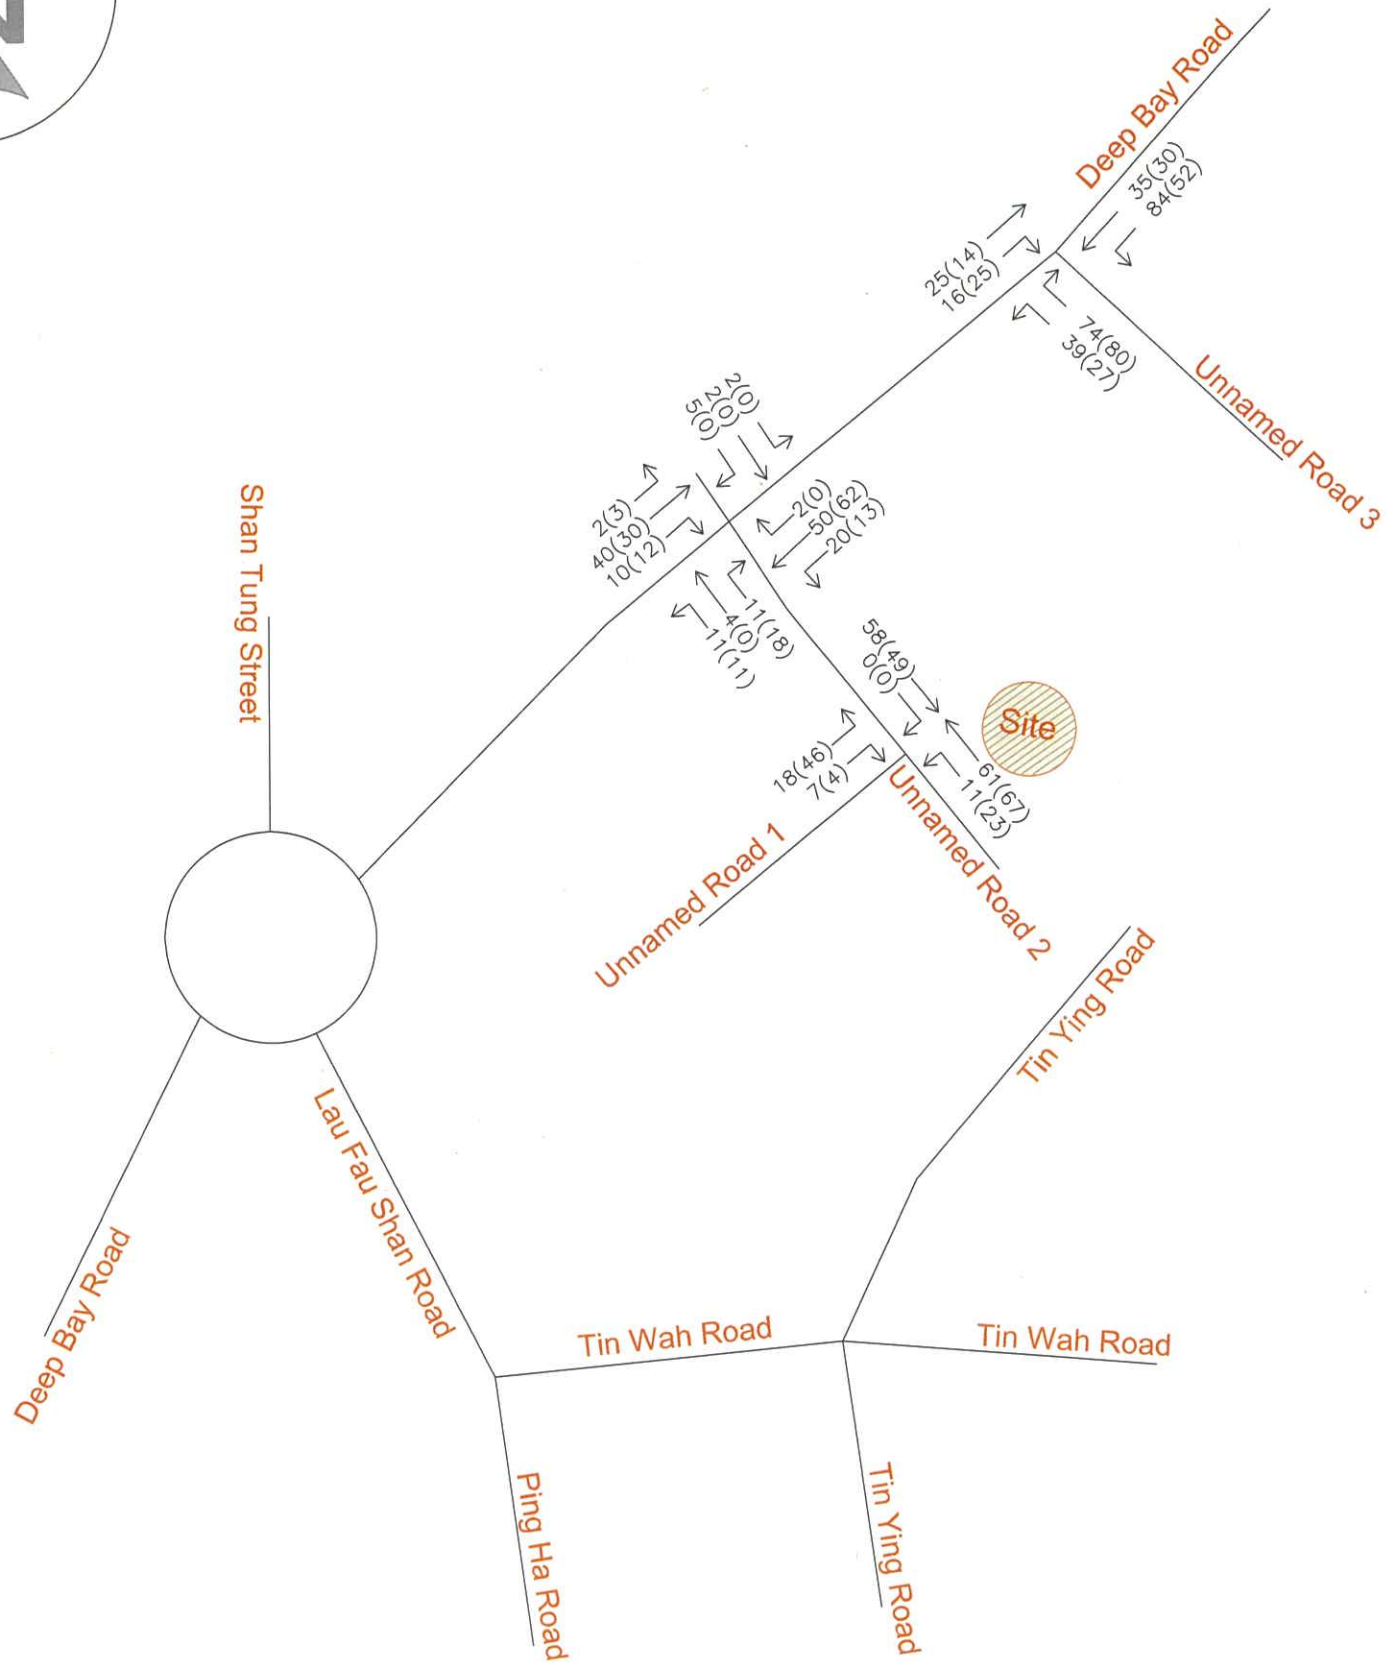 N
Deep Bay Road
35(30)
84(52)
25(14)
16(25)
74(80)
39(27)
Unnamed Road 3
2(0)
2(0)
5(0)
2(3)
40(30)
10(12)
2(0)
50(62)
20(13)
11(18)
4(0)
11(11)
Shan Tung Street
58(49)
0(0)
Site
18(46)
7(4)
61(67)
11(23)
Unnamed Road 1
Unnamed Road 2
Tin Ying Road
Lau Fau Shan Road
Deep Bay Road
Tin Wah Road
Tin Wah Road
Ping Ha Road
Tin Ying Road